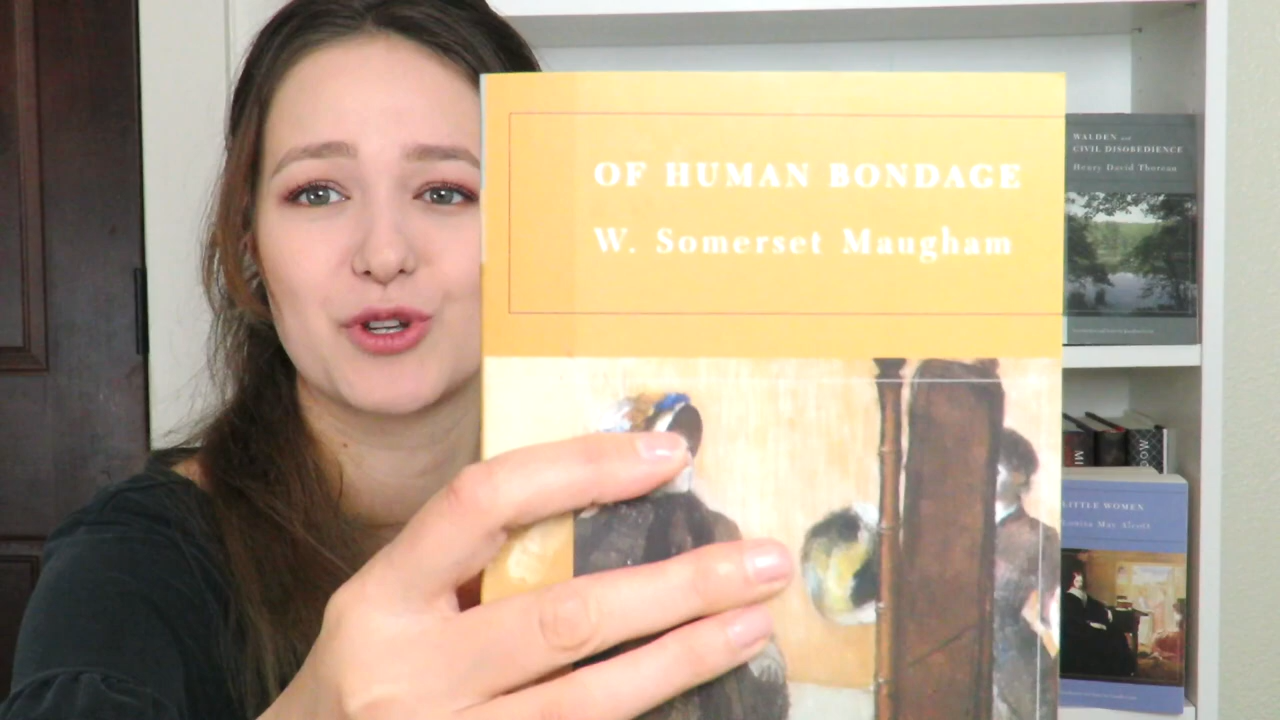 OF HUMAN BONDAGE
W. Somerset Maugham
WALDEN and
CIVIL DISOBEDIENCE
Henry David Thoreau
LITTLE WOMEN
Louisa May Alcott